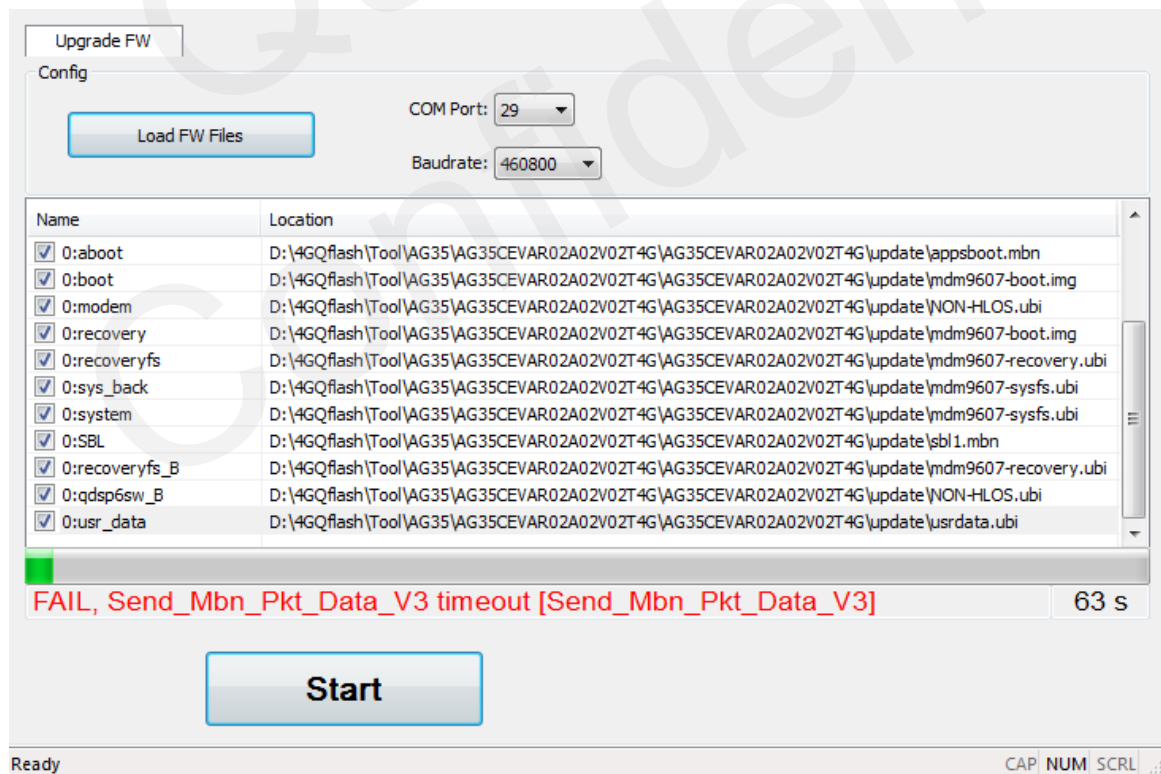 Upgrade FW
Config
Load FW Files
COM Port: 29
Baudrate: 460800
Name Location
0:aboot D:\4GQflash\Tool\AG35\AG35CEVAR02A02V02T4G\AG35CEVAR02A02V02T4G\update\appsboot.mbn
0:boot D:\4GQflash\Tool\AG35\AG35CEVAR02A02V02T4G\AG35CEVAR02A02V02T4G\update\mdm9607-boot.img
0:modem D:\4GQflash\Tool\AG35\AG35CEVAR02A02V02T4G\AG35CEVAR02A02V02T4G\update\NON-HLOS.ubi
0:recovery D:\4GQflash\Tool\AG35\AG35CEVAR02A02V02T4G\AG35CEVAR02A02V02T4G\update\mdm9607-boot.img
0:recoveryfs D:\4GQflash\Tool\AG35\AG35CEVAR02A02V02T4G\AG35CEVAR02A02V02T4G\update\mdm9607-recovery.ubi
0:sys_back D:\4GQflash\Tool\AG35\AG35CEVAR02A02V02T4G\AG35CEVAR02A02V02T4G\update\mdm9607-sysfs.ubi
0:system D:\4GQflash\Tool\AG35\AG35CEVAR02A02V02T4G\AG35CEVAR02A02V02T4G\update\mdm9607-sysfs.ubi
0:SBL D:\4GQflash\Tool\AG35\AG35CEVAR02A02V02T4G\AG35CEVAR02A02V02T4G\update\sbl1.mbn
0:recoveryfs_B D:\4GQflash\Tool\AG35\AG35CEVAR02A02V02T4G\AG35CEVAR02A02V02T4G\update\mdm9607-recovery.ubi
0:qdsp6sw_B D:\4GQflash\Tool\AG35\AG35CEVAR02A02V02T4G\AG35CEVAR02A02V02T4G\update\NON-HLOS.ubi
0:usr_data D:\4GQflash\Tool\AG35\AG35CEVAR02A02V02T4G\AG35CEVAR02A02V02T4G\update\usrdata.ubi
FAIL, Send_Mbn_Pkt_Data_V3 timeout [Send_Mbn_Pkt_Data_V3] 63 s
Start
Ready CAP NUM SCRL